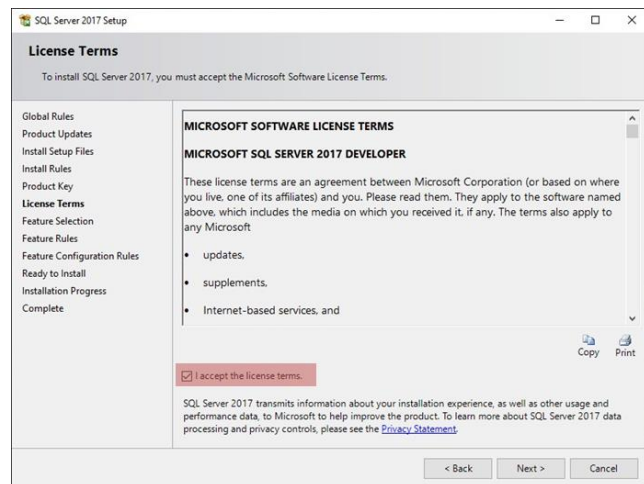 SQL Server 2017 Setup
License Terms
To install SQL Server 2017, you must accept the Microsoft Software License Terms.
Global Rules
Product Updates
Install Setup Files
Install Rules
Product Key
License Terms
Feature Selection
Feature Rules
Feature Configuration Rules
Ready to Install
Installation Progress
Complete
MICROSOFT SOFTWARE LICENSE TERMS
MICROSOFT SQL SERVER 2017 DEVELOPER
These license terms are an agreement between Microsoft Corporation (or based on where
you live, one of its affiliates) and you. Please read them. They apply to the software named
above, which includes the media on which you received it, if any. The terms also apply to
any Microsoft
• updates,
• supplements,
• Internet-based services, and
Copy Print
I accept the license terms.
SQL Server 2017 transmits information about your installation experience, as well as other usage and
performance data, to Microsoft to help improve the product. To learn more about SQL Server 2017 data
processing and privacy controls, please see the Privacy Statement.
< Back Next > Cancel